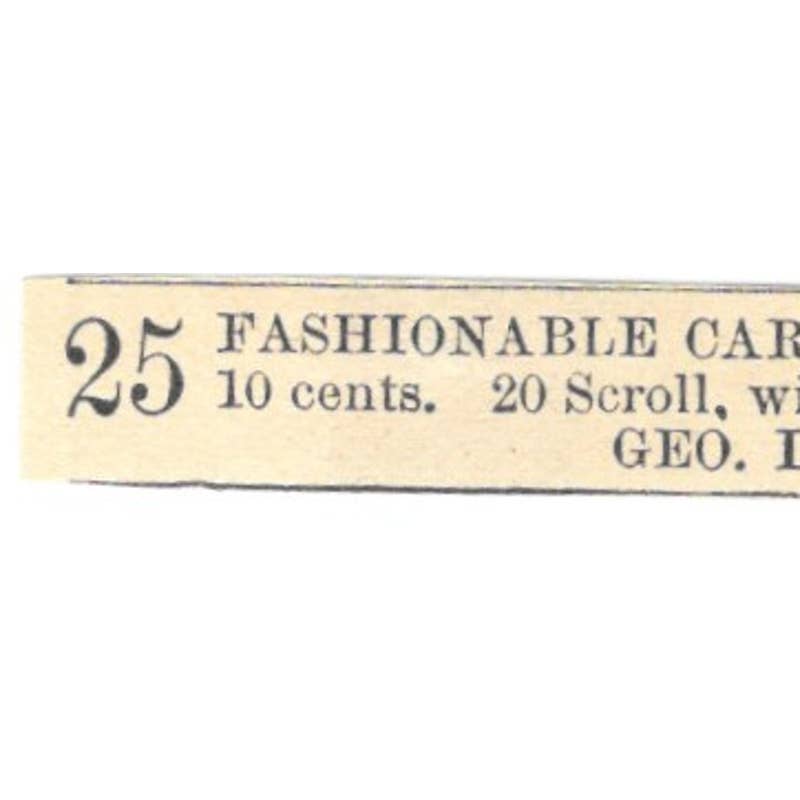 25 FASHIONABLE CAR
10 cents. 20 Scroll, wi
GEO.